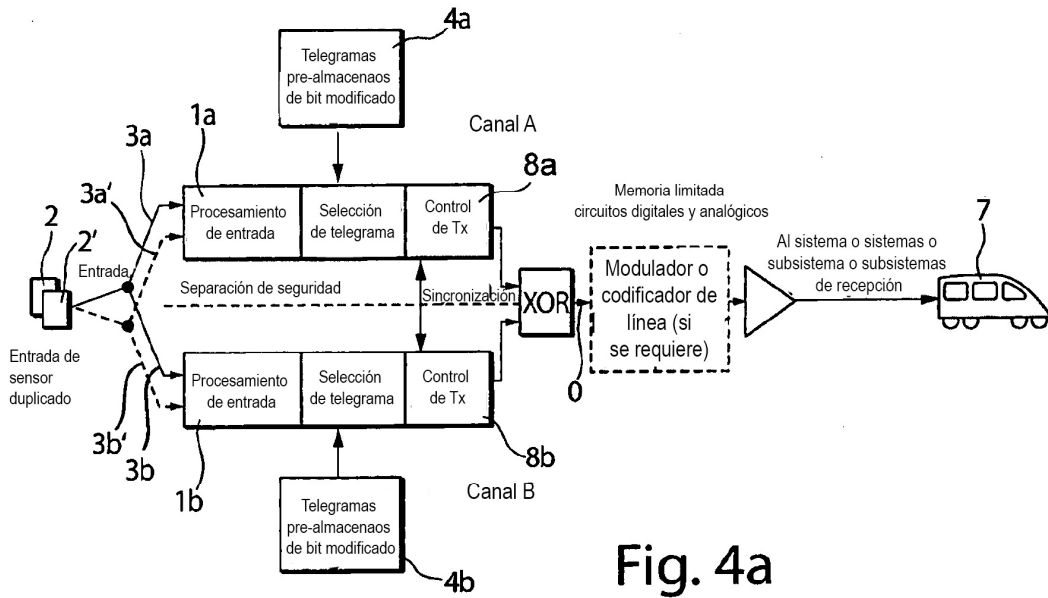 4a
Telegramas
pre-almacenaos
de bit modificado
Canal A
1a
3a
3a'
8a
Procesamiento
de entrada
Selección
de telegrama
Control
de Tx
Memoria limitada
circuitos digitales y analógicos
2
2'
Entrada
Separación de seguridad
Sincronización
XOR
0
Modulador o
codificador de
línea (si
se requiere)
Al sistema o sistemas o
subsistema o subsistemas
de recepción
7
Entrada de
sensor
duplicado
Procesamiento
de entrada
Selección
de telegrama
Control
de Tx
3b'
3b
1b
8b
Canal B
Telegramas
pre-almacenaos
de bit modificado
4b
Fig. 4a